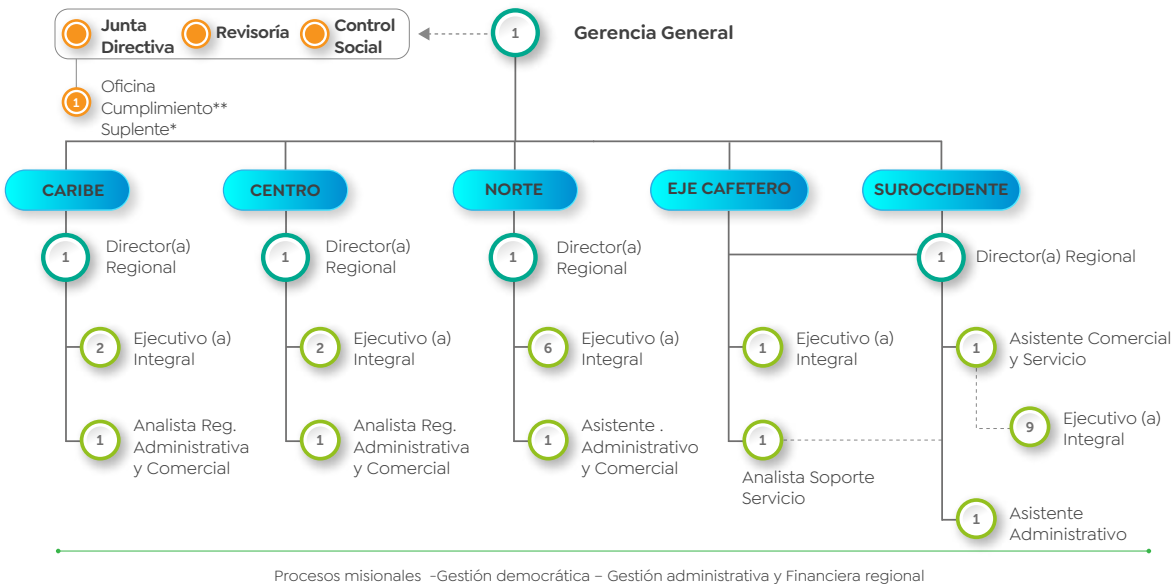 Junta
Directiva
Revisoría
Control
Social
1
Gerencia General
1
Oficina
Cumplimiento**
Suplente*
CARIBE
CENTRO
NORTE
EJE CAFETERO
SUROCCIDENTE
1
Director(a)
Regional
1
Director(a)
Regional
1
Director(a)
Regional
1
Director(a) Regional
2
Ejecutivo (a)
Integral
2
Ejecutivo (a)
Integral
6
Ejecutivo (a)
Integral
1
Ejecutivo (a)
Integral
1
Asistente Comercial
y Servicio
1
Analista Reg.
Administrativa
y Comercial
1
Analista Reg.
Administrativa
y Comercial
1
Asistente .
Administrativo
y Comercial
1
Analista Soporte
Servicio
9
Ejecutivo (a)
Integral
1
Asistente
Administrativo
Procesos misionales -Gestión democrática – Gestión administrativa y Financiera regional